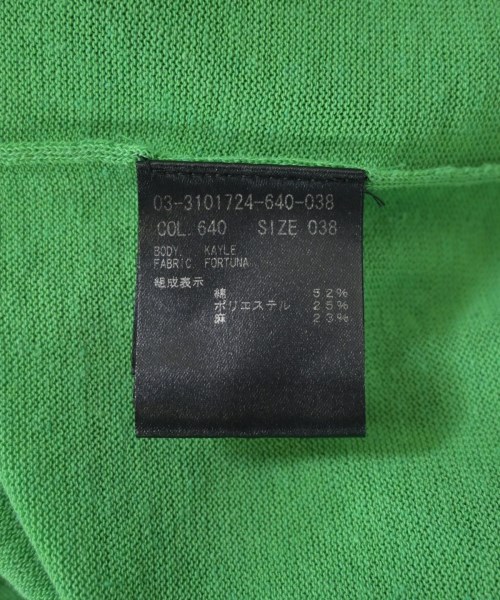 03-3101724-640-038
COL. 640 SIZE 038
BODY. KAYLE
FABRIC. FORTUNA
組成表示
綿 52%
ポリエステル 25%
麻 23%